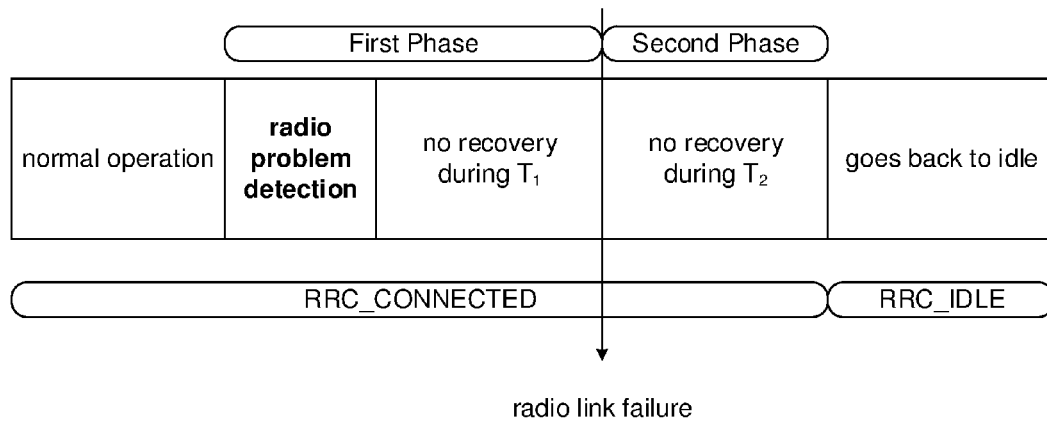 First Phase
Second Phase
normal operation
radio
problem
detection
no recovery
during T₁
no recovery
during T₂
goes back to idle
RRC_CONNECTED
RRC_IDLE
radio link failure